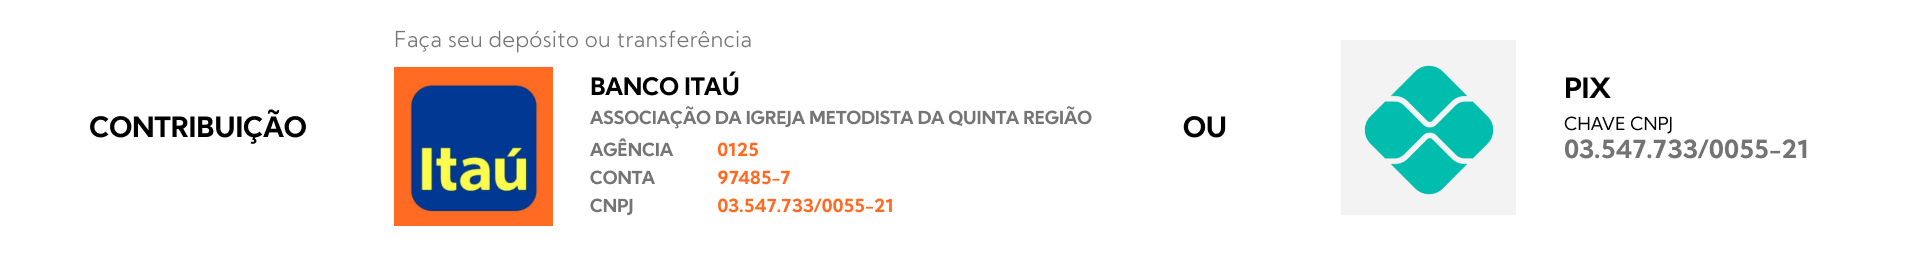 CONTRIBUIÇÃO
Faça seu depósito ou transferência
Itaú
BANCO ITAÚ
ASSOCIAÇÃO DA IGREJA METODISTA DA QUINTA REGIÃO
AGÊNCIA 0125
CONTA 97485-7
CNPJ 03.547.733/0055-21
OU
PIX
CHAVE CNPJ
03.547.733/0055-21